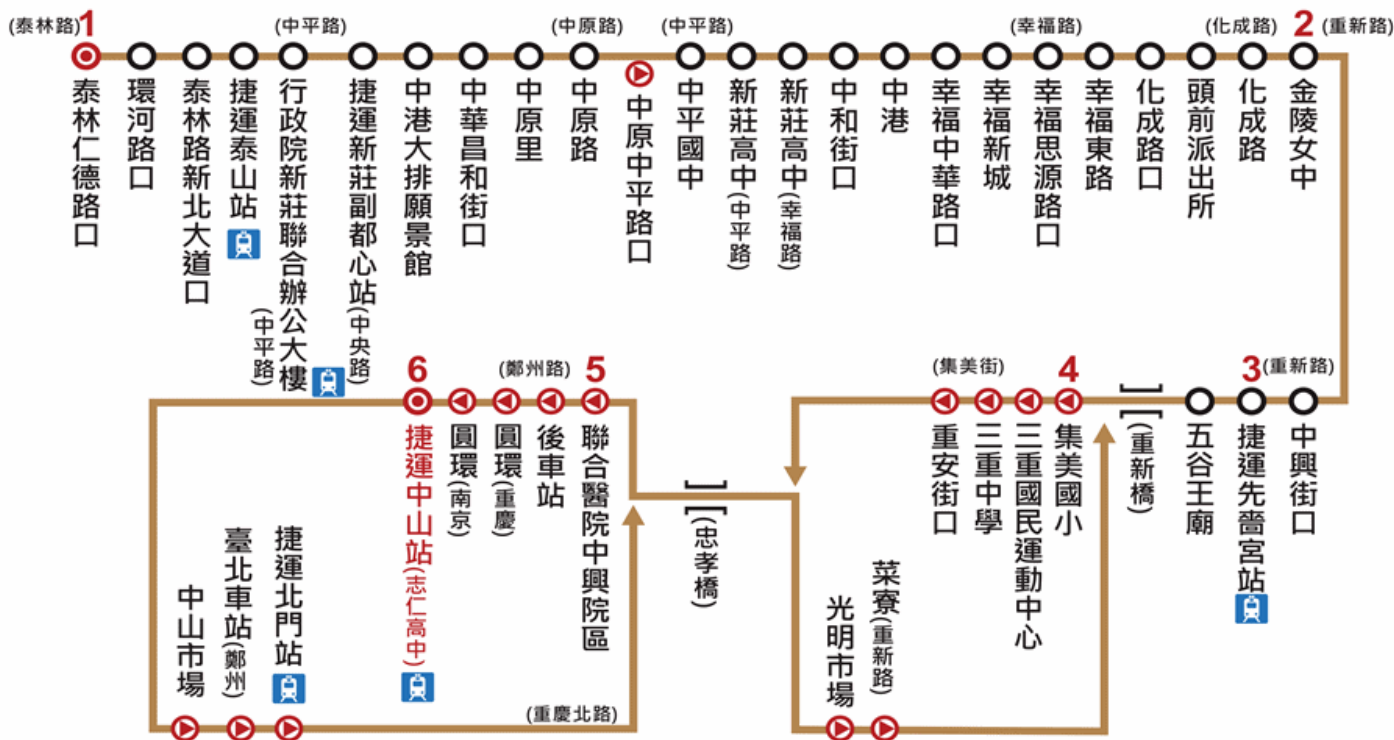 (泰林路)
1
(中平路)
(中原路)
(中平路)
(幸福路)
(化成路)
2
(重新路)
泰林仁德路口
環河路口
泰林路新北大道口
捷運泰山站
行政院新莊聯合辦公大樓(中平路)
捷運新莊副都心站(中央路)
中港大排願景館
中華昌和街口
中原里
中原路
中原中平路口
中平國中
新莊高中(中平路)
新莊高中(幸福路)
中和街口
中港
幸福中華路口
幸福新城
幸福思源路口
幸福東路
化成路口
頭前派出所
化成路
金陵女中
6
(鄭州路)
5
(集美街)
4
3
(重新路)
捷運中山站(志仁高中)
圓環(南京)
圓環(重慶)
後車站
聯合醫院中興院區
(忠孝橋)
重安街口
三重中學
三重國民運動中心
集美國小
(重新橋)
五谷王廟
捷運先嗇宮站
中興街口
中山市場
臺北車站(鄭州)
捷運北門站
(重慶北路)
光明市場
菜寮(重新路)